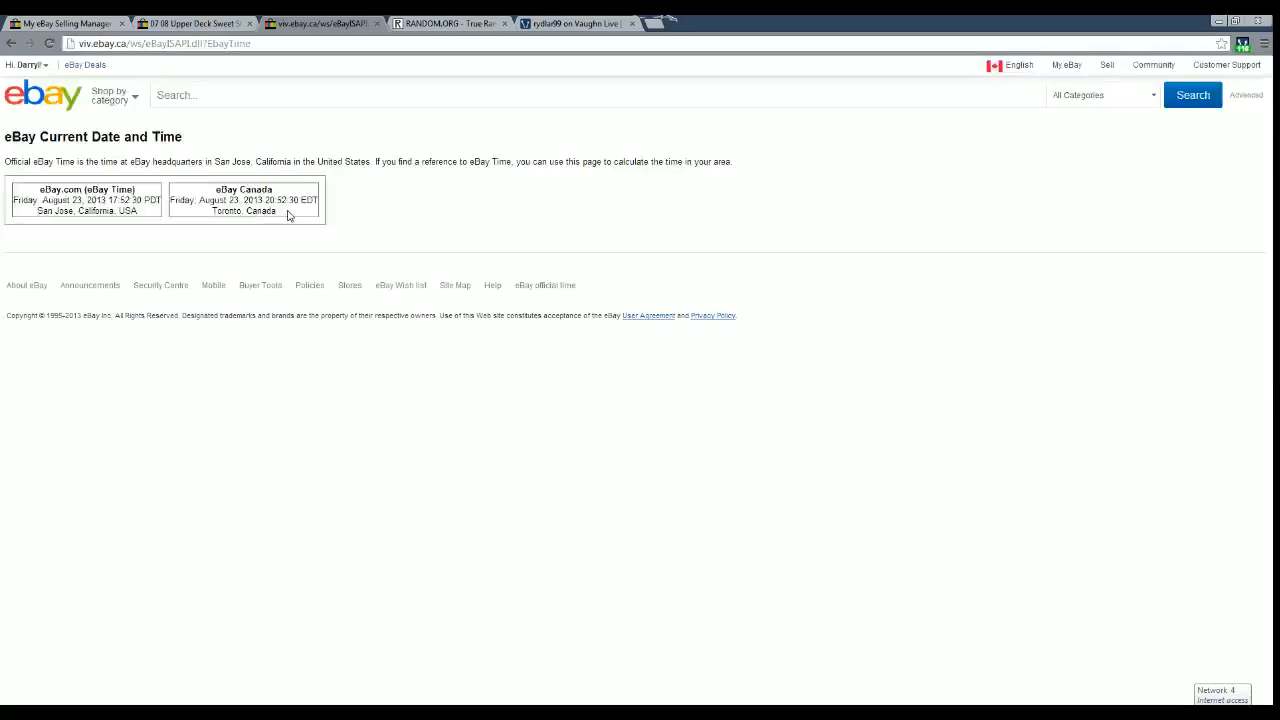 My eBay Selling Manager
07 08 Upper Deck Sweet S
viv.ebay.ca/ws/eBayISAPI.
RANDOM.ORG - True Ra
rydlar99 on Vaughn Live (
viv.ebay.ca/ws/eBayISAPI.dll?EbayTime
116
Hi, Darryl!
eBay Deals
English
My eBay
Sell
Community
Customer Support
ebay
Shop by
category
Search...
All Categories
Search
Advanced
eBay Current Date and Time
Official eBay Time is the time at eBay headquarters in San Jose, California in the United States. If you find a reference to eBay Time, you can use this page to calculate the time in your area.
eBay.com (eBay Time)
Friday, August 23, 2013 17:52:30 PDT
San Jose, California, USA
eBay Canada
Friday, August 23, 2013 20:52:30 EDT
Toronto, Canada
About eBay Announcements Security Centre Mobile Buyer Tools Policies Stores eBay Wish list Site Map Help eBay official time
Copyright © 1995-2013 eBay Inc. All Rights Reserved. Designated trademarks and brands are the property of their respective owners. Use of this Web site constitutes acceptance of the eBay User Agreement and Privacy Policy.
Network 4
Internet access